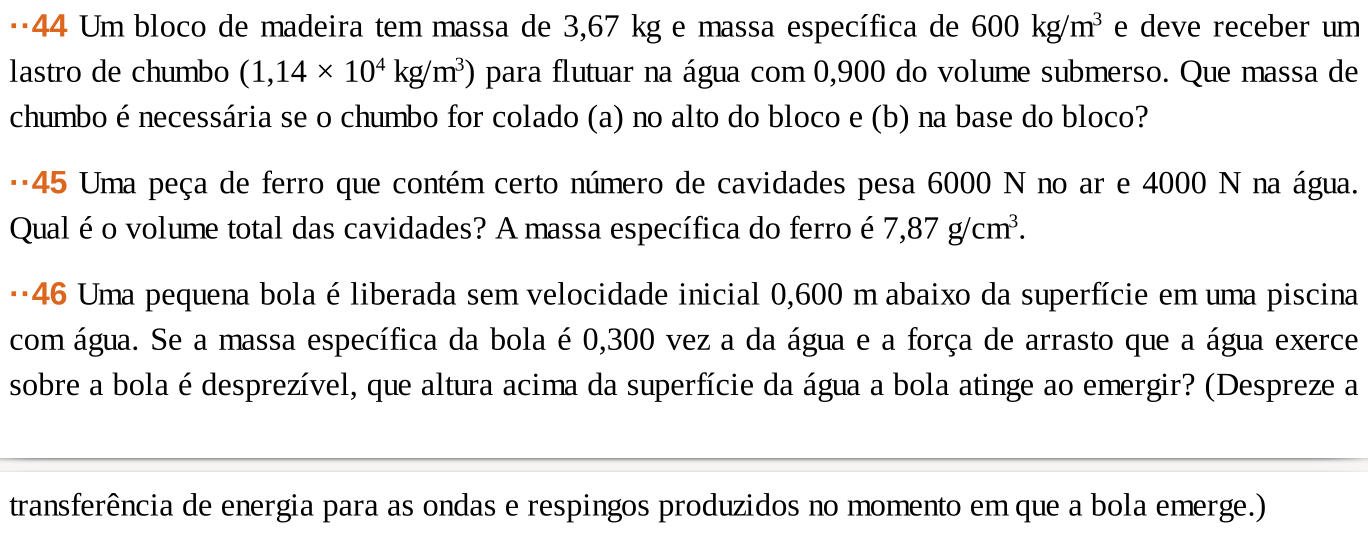 ··44 Um bloco de madeira tem massa de 3,67 kg e massa específica de 600 kg/m³ e deve receber um
lastro de chumbo (1,14 × 10⁴ kg/m³) para flutuar na água com 0,900 do volume submerso. Que massa de
chumbo é necessária se o chumbo for colado (a) no alto do bloco e (b) na base do bloco?
··45 Uma peça de ferro que contém certo número de cavidades pesa 6000 N no ar e 4000 N na água.
Qual é o volume total das cavidades? A massa específica do ferro é 7,87 g/cm³.
··46 Uma pequena bola é liberada sem velocidade inicial 0,600 m abaixo da superfície em uma piscina
com água. Se a massa específica da bola é 0,300 vez a da água e a força de arrasto que a água exerce
sobre a bola é desprezível, que altura acima da superfície da água a bola atinge ao emergir? (Despreze a
transferência de energia para as ondas e respingos produzidos no momento em que a bola emerge.)